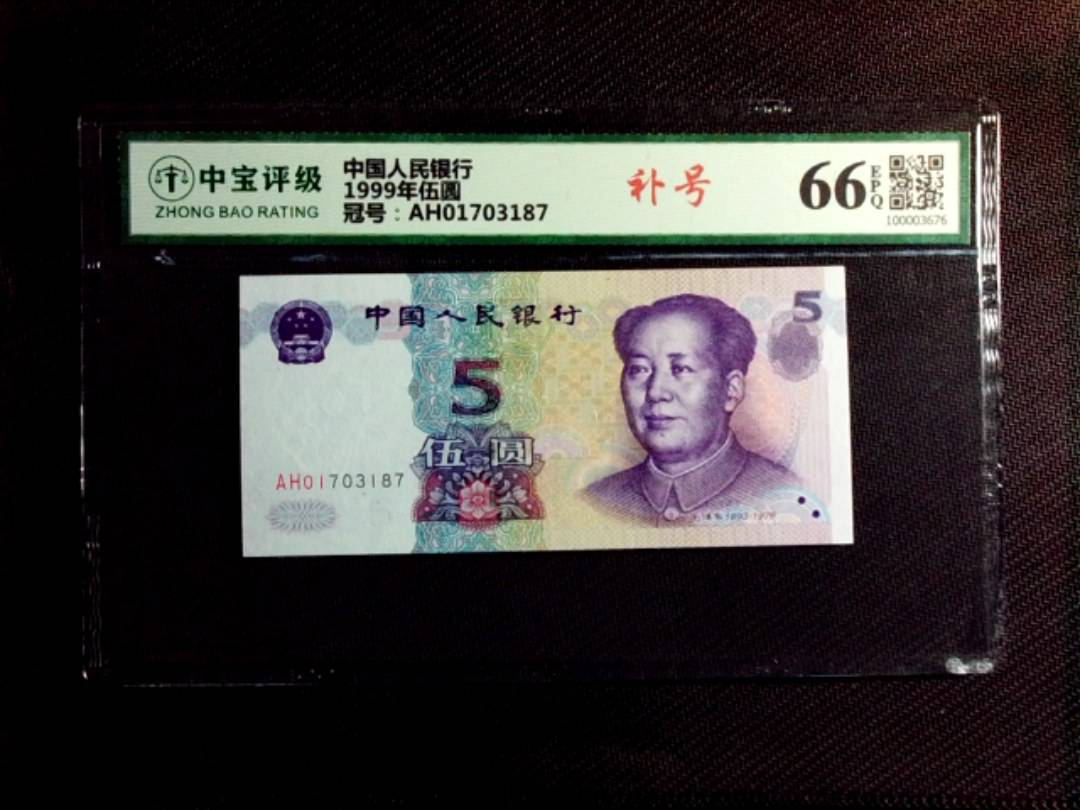 中宝评级
ZHONG BAO RATING
中国人民银行
1999年伍圆
冠号：AH01703187
补号
66
EPQ
100003676
中国人民银行
5
5
伍圆
AH01703187
1893-1976